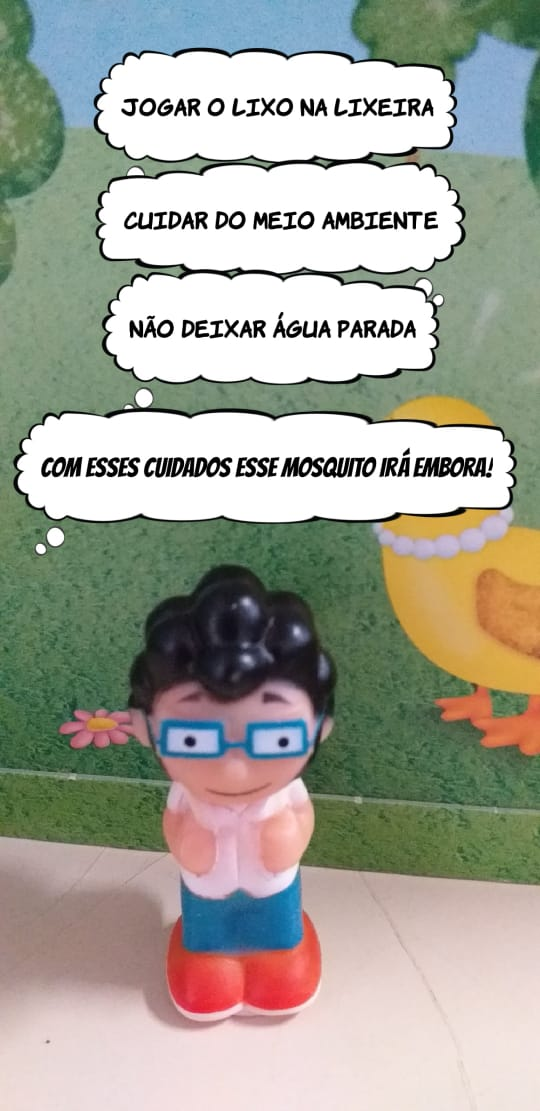 JOGAR O LIXO NA LIXEIRA
CUIDAR DO MEIO AMBIENTE
NÃO DEIXAR ÁGUA PARADA
COM ESSES CUIDADOS ESSE MOSQUITO IRÁ EMBORA!